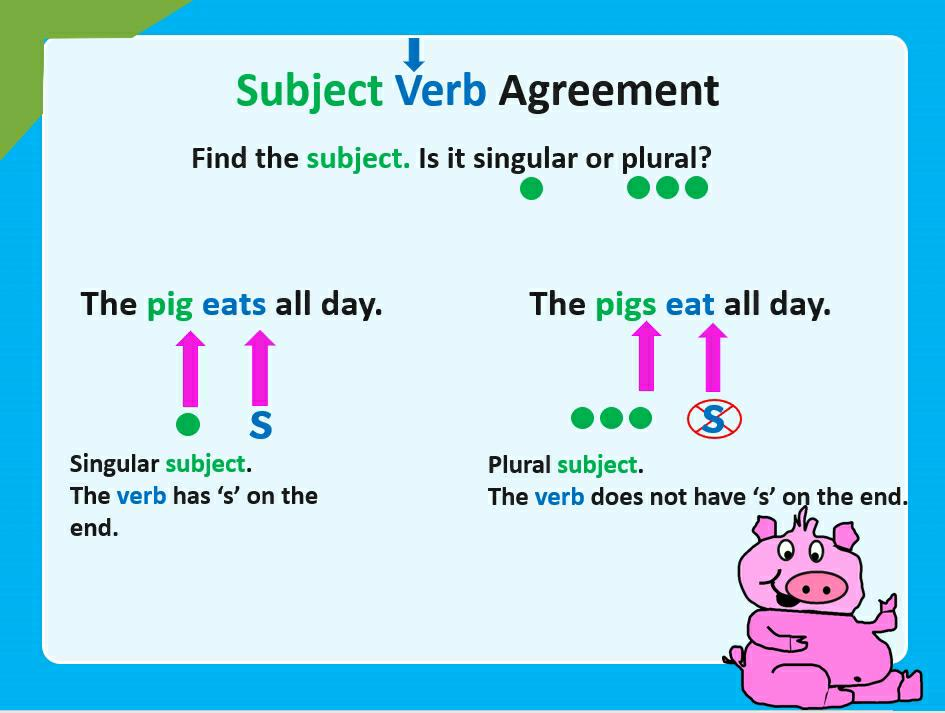 Subject Verb Agreement
Find the subject. Is it singular or plural?
The pig eats all day.
S
Singular subject.
The verb has ‘s’ on the
end.
The pigs eat all day.
S
Plural subject.
The verb does not have ‘s’ on the end.